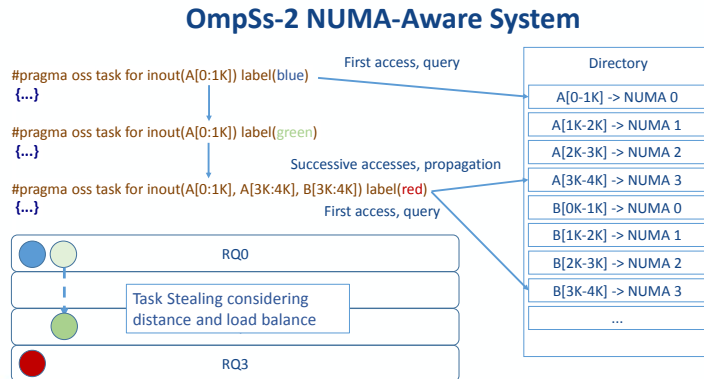 OmpSs-2 NUMA-Aware System
#pragma oss task for inout(A[0:1K]) label(blue)
{...}
#pragma oss task for inout(A[0:1K]) label(green)
{...}
#pragma oss task for inout(A[0:1K], A[3K:4K], B[3K:4K]) label(red)
{...}
First access, query
Successive accesses, propagation
First access, query
Directory
A[0-1K] -> NUMA 0
A[1K-2K] -> NUMA 1
A[2K-3K] -> NUMA 2
A[3K-4K] -> NUMA 3
B[0K-1K] -> NUMA 0
B[1K-2K] -> NUMA 1
B[2K-3K] -> NUMA 2
B[3K-4K] -> NUMA 3
...
RQ0
Task Stealing considering
distance and load balance
RQ3